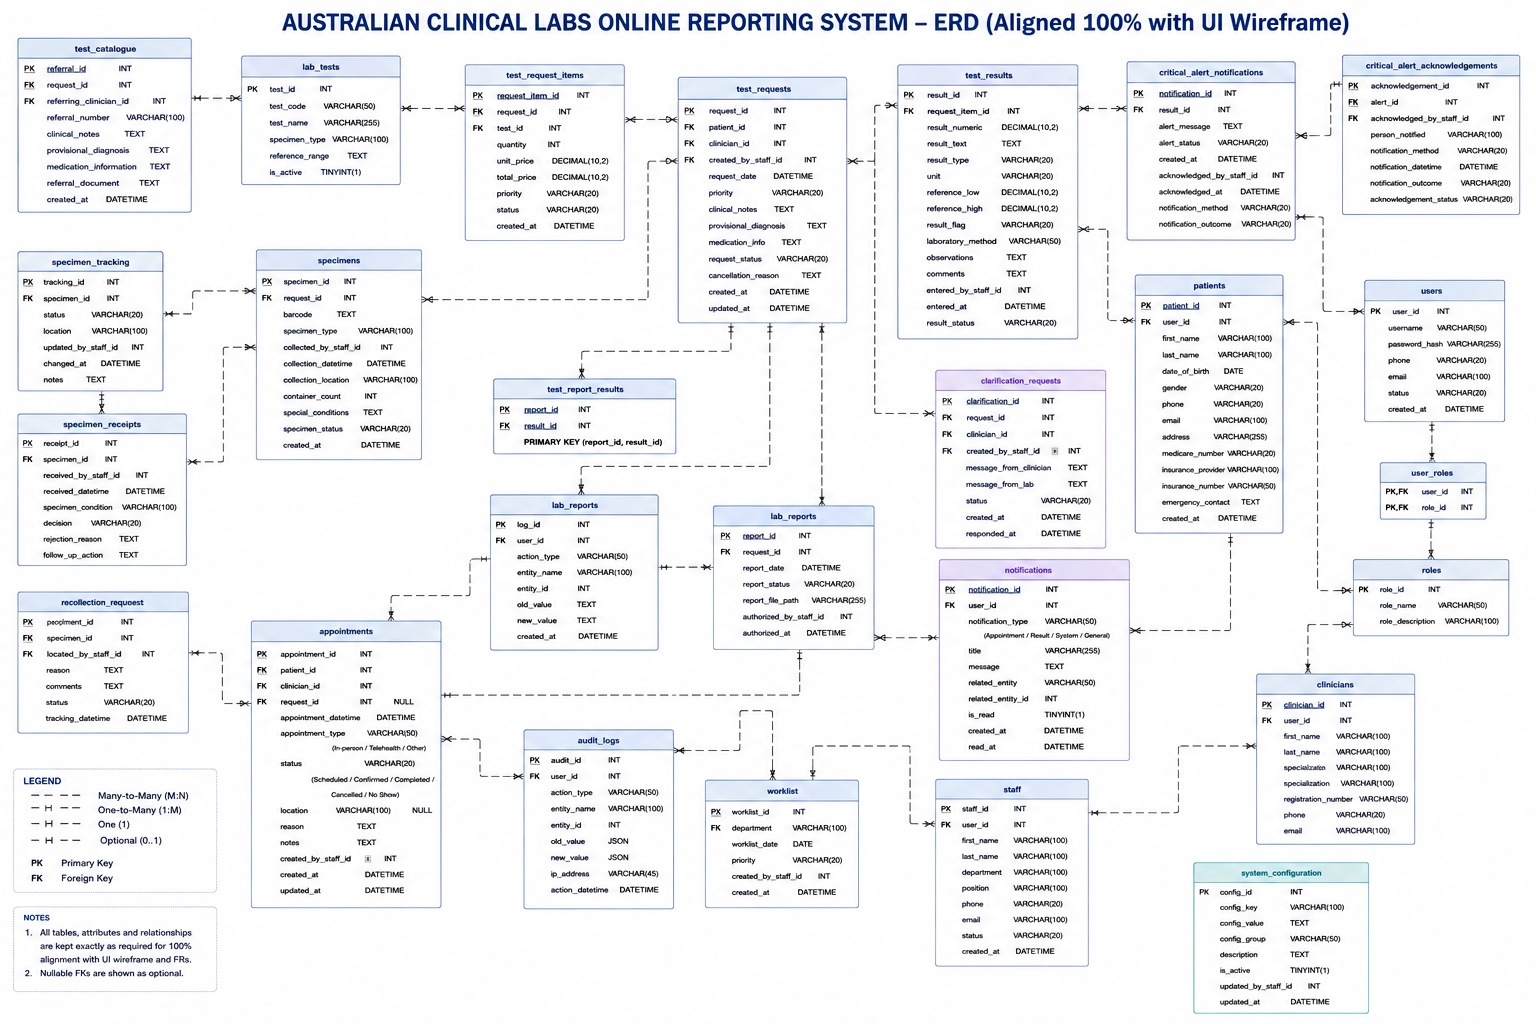 AUSTRALIAN CLINICAL LABS ONLINE REPORTING SYSTEM – ERD (Aligned 100% with UI Wireframe)
test_catalogue
PK referral_id INT
FK request_id INT
FK referring_clinician_id INT
referral_number VARCHAR(100)
clinical_notes TEXT
provisional_diagnosis TEXT
medication_information TEXT
referral_document TEXT
created_at DATETIME
lab_tests
PK test_id INT
test_code VARCHAR(50)
test_name VARCHAR(255)
specimen_type VARCHAR(100)
reference_range TEXT
is_active TINYINT(1)
test_request_items
PK request_item_id INT
FK request_id INT
FK test_id INT
quantity INT
unit_price DECIMAL(10,2)
total_price DECIMAL(10,2)
priority VARCHAR(20)
status VARCHAR(20)
created_at DATETIME
test_requests
PX request_id INT
FK patient_id INT
FK clinician_id INT
FK created_by_staff_id INT
request_date DATETIME
priority VARCHAR(20)
clinical_notes TEXT
provisional_diagnosis TEXT
medication_info TEXT
request_status VARCHAR(20)
cancellation_reason TEXT
created_at DATETIME
updated_at DATETIME
test_results
PX result_id INT
FK request_item_id INT
result_numeric DECIMAL(10,2)
result_text TEXT
result_type VARCHAR(20)
unit VARCHAR(20)
reference_low DECIMAL(10,2)
reference_high DECIMAL(10,2)
result_flag VARCHAR(20)
laboratory_method VARCHAR(50)
observations TEXT
comments TEXT
entered_by_staff_id INT
entered_at DATETIME
result_status VARCHAR(20)
critical_alert_notifications
PK notification_id INT
FK result_id INT
alert_message TEXT
alert_status VARCHAR(20)
created_at DATETIME
acknowledged_by_staff_id INT
acknowledged_at DATETIME
notification_method VARCHAR(20)
notification_outcome VARCHAR(20)
critical_alert_acknowledgements
PX acknowledgement_id INT
FK alert_id INT
FK acknowledged_by_staff_id INT
person_notified VARCHAR(100)
notification_method VARCHAR(20)
notification_datetime DATETIME
notification_outcome VARCHAR(20)
acknowledgement_status VARCHAR(20)
specimen_tracking
PX tracking_id INT
FK specimen_id INT
status VARCHAR(20)
location VARCHAR(100)
updated_by_staff_id INT
changed_at DATETIME
notes TEXT
specimens
PX specimen_id INT
FK request_id INT
barcode TEXT
specimen_type VARCHAR(100)
collected_by_staff_id INT
collection_datetime DATETIME
collection_location VARCHAR(100)
container_count INT
special_conditions TEXT
specimen_status VARCHAR(20)
created_at DATETIME
patients
PK patient_id INT
FK user_id INT
first_name VARCHAR(100)
last_name VARCHAR(100)
date_of_birth DATE
gender VARCHAR(20)
phone VARCHAR(20)
email VARCHAR(100)
address VARCHAR(255)
medicare_number VARCHAR(20)
insurance_provider VARCHAR(100)
insurance_number VARCHAR(50)
emergency_contact TEXT
created_at DATETIME
users
PK user_id INT
username VARCHAR(50)
password_hash VARCHAR(255)
phone VARCHAR(20)
email VARCHAR(100)
status VARCHAR(20)
created_at DATETIME
test_report_results
PK report_id INT
FK result_id INT
PRIMARY KEY (report_id, result_id)
clarification_requests
PK clarification_id INT
FK request_id INT
FK clinician_id INT
FK created_by_staff_id INT
message_from_clinician TEXT
message_from_lab TEXT
status VARCHAR(20)
created_at DATETIME
responded_at DATETIME
specimen_receipts
PX receipt_id INT
FK specimen_id INT
received_by_staff_id INT
received_datetime DATETIME
specimen_condition VARCHAR(100)
decision VARCHAR(20)
rejection_reason TEXT
follow_up_action TEXT
user_roles
PK,FK user_id INT
PK,FK role_id INT
lab_reports
PK log_id INT
FK user_id INT
action_type VARCHAR(50)
entity_name VARCHAR(100)
entity_id INT
old_value TEXT
new_value TEXT
created_at DATETIME
lab_reports
PX report_id INT
FK request_id INT
report_date DATETIME
report_status VARCHAR(20)
report_file_path VARCHAR(255)
authorized_by_staff_id INT
authorized_at DATETIME
notifications
PK notification_id INT
FK user_id INT
notification_type VARCHAR(50)
(Appointment / Result / System / General)
title VARCHAR(255)
message TEXT
related_entity VARCHAR(50)
related_entity_id INT
is_read TINYINT(1)
created_at DATETIME
read_at DATETIME
roles
PK role_id INT
role_name VARCHAR(50)
role_description VARCHAR(100)
recollection_request
PX INT
FK specimen_id INT
FK located_by_staff_id INT
reason TEXT
comments TEXT
status VARCHAR(20)
tracking_datetime DATETIME
appointments
PK appointment_id INT
FK patient_id INT
FK clinician_id INT
FK request_id INT NULL
appointment_datetime DATETIME
appointment_type VARCHAR(50)
(In-person / Telehealth / Other)
status VARCHAR(20)
(Scheduled / Confirmed / Completed /
Cancelled / No Show)
location VARCHAR(100) NULL
reason TEXT
notes TEXT
created_by_staff_id INT
created_at DATETIME
updated_at DATETIME
clinicians
PK clinician_id INT
FK user_id INT
first_name VARCHAR(100)
last_name VARCHAR(100)
VARCHAR(100)
specialization VARCHAR(100)
registration_number VARCHAR(50)
phone VARCHAR(20)
email VARCHAR(100)
audit_logs
PK audit_id INT
FK user_id INT
action_type VARCHAR(50)
entity_name VARCHAR(100)
entity_id INT
old_value JSON
new_value JSON
ip_address VARCHAR(45)
action_datetime DATETIME
worklist
PX worklist_id INT
FK department VARCHAR(100)
worklist_date DATE
priority VARCHAR(20)
created_by_staff_id INT
created_at DATETIME
staff
PX staff_id INT
FK user_id INT
first_name VARCHAR(100)
last_name VARCHAR(100)
department VARCHAR(100)
position VARCHAR(100)
phone VARCHAR(20)
email VARCHAR(100)
status VARCHAR(20)
created_at DATETIME
system_configuration
PK config_id INT
config_key VARCHAR(100)
config_value TEXT
config_group VARCHAR(50)
description TEXT
is_active TINYINT(1)
updated_by_staff_id INT
updated_at DATETIME
LEGEND
Many-to-Many (M:N)
One-to-Many (1:M)
One (1)
Optional (0..1)
PK Primary Key
FK Foreign Key
NOTES
1. All tables, attributes and relationships
are kept exactly as required for 100%
alignment with UI wireframe and FRs.
2. Nullable FKs are shown as optional.